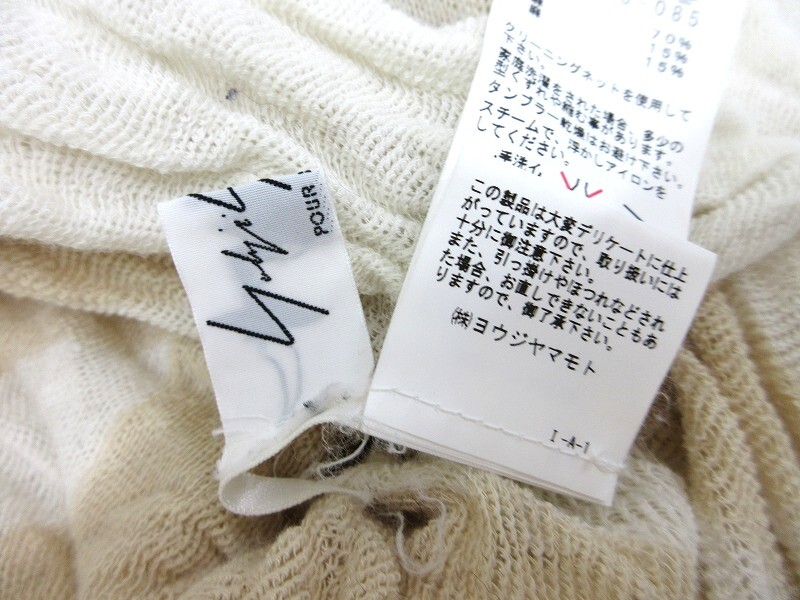 -085
麻
70%
15%
15%
クリーニングネットを使用して
下さい。
家庭洗濯をされた場合、多少の
型くずれや縮む事があります。
タンブラー乾燥はお避け下さい。
スチームで、浮かしアイロンを
してください。
この製品は大変デリケートに仕上
がっていますので、取り扱いには
十分に御注意下さい。
また、引っ掛けやほつれなどされ
た場合、お直しできないこともあ
りますので、御了承下さい。
㈱ヨウジヤマモト
I-A-1
Yohji
POUR